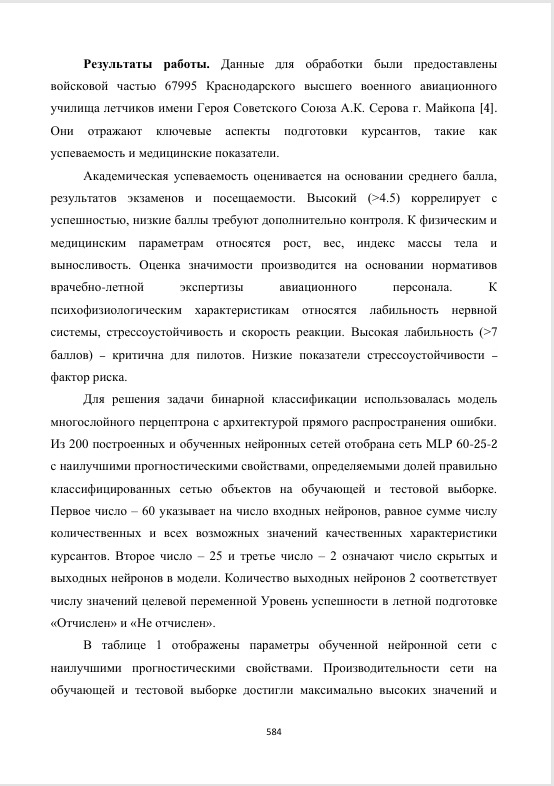 Результаты работы. Данные для обработки были предоставлены
войсковой частью 67995 Краснодарского высшего военного авиационного
училища летчиков имени Героя Советского Союза А.К. Серова г. Майкопа [4].
Они отражают ключевые аспекты подготовки курсантов, такие как
успеваемость и медицинские показатели.
Академическая успеваемость оценивается на основании среднего балла,
результатов экзаменов и посещаемости. Высокий (>4.5) коррелирует с
успешностью, низкие баллы требуют дополнительно контроля. К физическим и
медицинским параметрам относятся рост, вес, индекс массы тела и
выносливость. Оценка значимости производится на основании нормативов
врачебно-летной экспертизы авиационного персонала. К
психофизиологическим характеристикам относятся лабильность нервной
системы, стрессоустойчивость и скорость реакции. Высокая лабильность (>7
баллов) – критична для пилотов. Низкие показатели стрессоустойчивости –
фактор риска.
Для решения задачи бинарной классификации использовалась модель
многослойного перцептрона с архитектурой прямого распространения ошибки.
Из 200 построенных и обученных нейронных сетей отобрана сеть MLP 60-25-2
с наилучшими прогностическими свойствами, определяемыми долей правильно
классифицированных сетью объектов на обучающей и тестовой выборке.
Первое число – 60 указывает на число входных нейронов, равное сумме числу
количественных и всех возможных значений качественных характеристики
курсантов. Второе число – 25 и третье число – 2 означают число скрытых и
выходных нейронов в модели. Количество выходных нейронов 2 соответствует
числу значений целевой переменной Уровень успешности в летной подготовке
«Отчислен» и «Не отчислен».
В таблице 1 отображены параметры обученной нейронной сети с
наилучшими прогностическими свойствами. Производительности сети на
обучающей и тестовой выборке достигли максимально высоких значений и
584